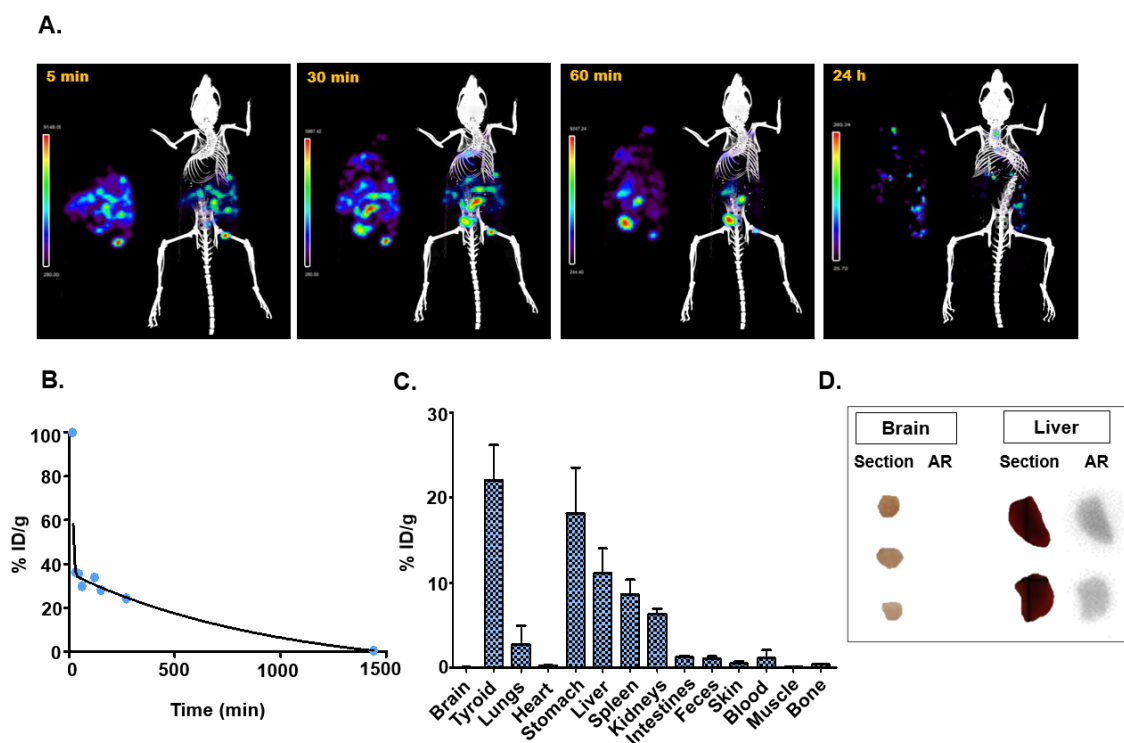 A.
5 min
30 min
60 min
24 h
B.
100
80
60
40
20
0
% ID/g
0
500
1000
1500
Time (min)
C.
30
20
10
0
% ID/g
Brain
Tyroid
Lungs
Heart
Stomach
Liver
Spleen
Kidneys
Intestines
Feces
Skin
Blood
Muscle
Bone
D.
Brain
Liver
Section AR
Section AR